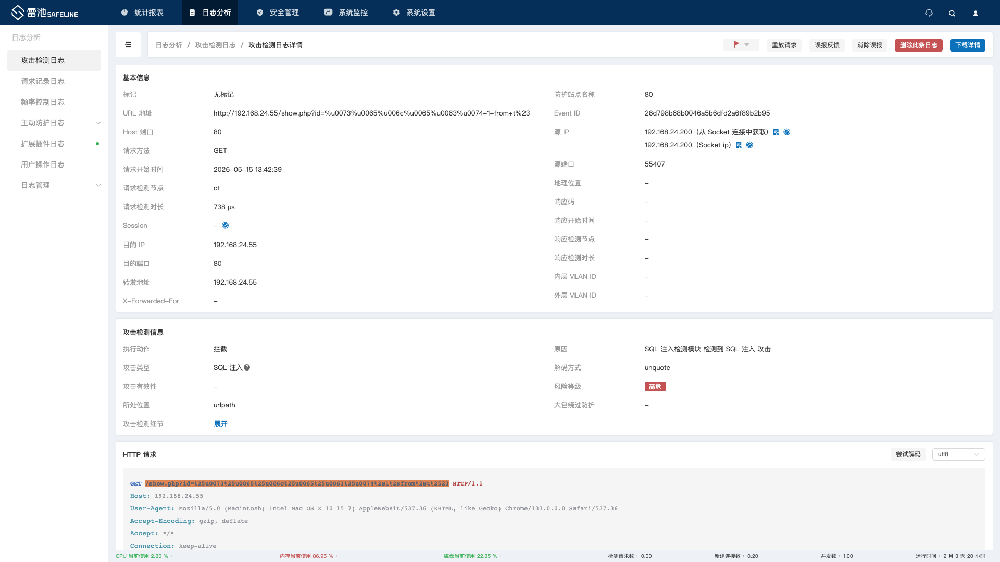 雷池 SAFELINE
统计报表
日志分析
安全管理
系统监控
系统设置
日志分析
攻击检测日志
请求记录日志
频率控制日志
主动防护日志
扩展插件日志
用户操作日志
日志管理
日志分析 / 攻击检测日志 / 攻击检测日志详情
重放请求
误报反馈
消除误报
删除此条日志
下载详情
基本信息
标记 无标记
URL 地址 http://192.168.24.55/show.php?id=%u0073%u0065%u006c%u0065%u0063%u0074+1+from+t%23
Host 端口 80
请求方法 GET
请求开始时间 2026-05-15 13:42:39
请求检测节点 ct
请求检测时长 738 µs
Session –
目的 IP 192.168.24.55
目的端口 80
转发地址 192.168.24.55
X-Forwarded-For –
防护站点名称 80
Event ID 26d798b68b0046a5b6dfd2a6f89b2b95
源 IP 192.168.24.200（从 Socket 连接中获取）
192.168.24.200（Socket ip）
源端口 55407
地理位置 –
响应码 –
响应开始时间 –
响应检测节点 –
响应检测时长 –
内层 VLAN ID –
外层 VLAN ID –
攻击检测信息
执行动作 拦截
攻击类型 SQL 注入
攻击有效性 –
所处位置 urlpath
攻击检测细节 展开
原因 SQL 注入检测模块 检测到 SQL 注入 攻击
解码方式 unquote
风险等级 高危
大包绕过防护 –
HTTP 请求
尝试解码
utf8
GET /show.php?id=%25u0073%25u0065%25u006c%25u0065%25u0063%25u0074%2B1%2Bfrom%2Bt%2523 HTTP/1.1
Host: 192.168.24.55
User-Agent: Mozilla/5.0 (Macintosh; Intel Mac OS X 10_15_7) AppleWebKit/537.36 (KHTML, like Gecko) Chrome/133.0.0.0 Safari/537.36
Accept-Encoding: gzip, deflate
Accept: */*
Connection: keep-alive
CPU 当前使用 2.80 %：
内存当前使用 86.95 %：
磁盘当前使用 22.85 %：
检测请求数：0.00
新建连接数：0.20
并发数：1.00
运行时间：2 月 3 天 20 小时